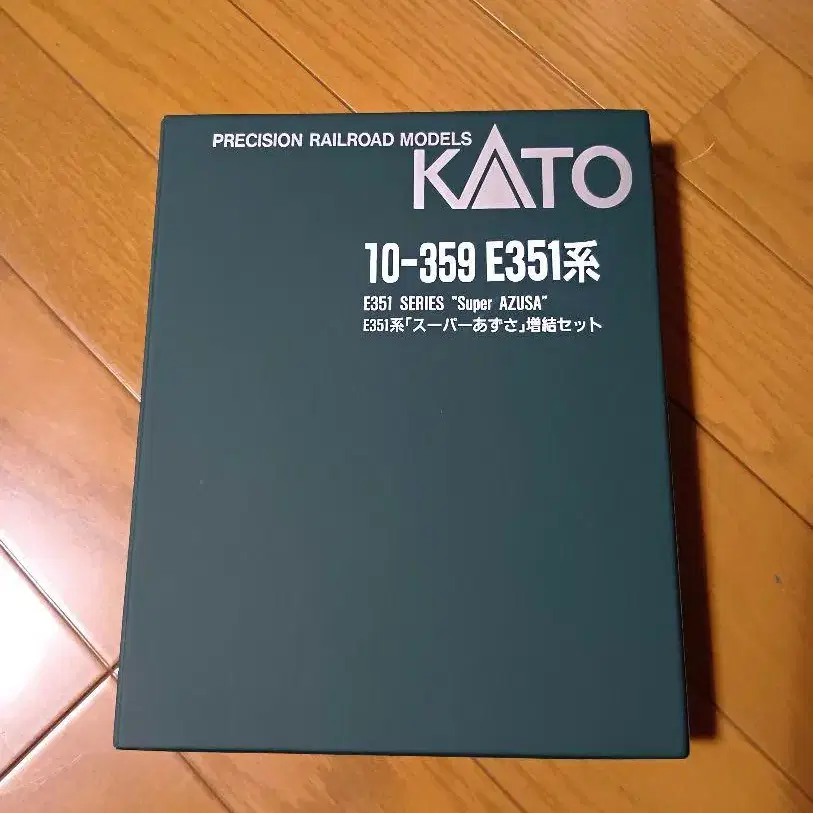 PRECISION RAILROAD MODELS
KATO
10-359 E351系
E351 SERIES "Super AZUSA"
E351系「スーパーあずさ」増結セット